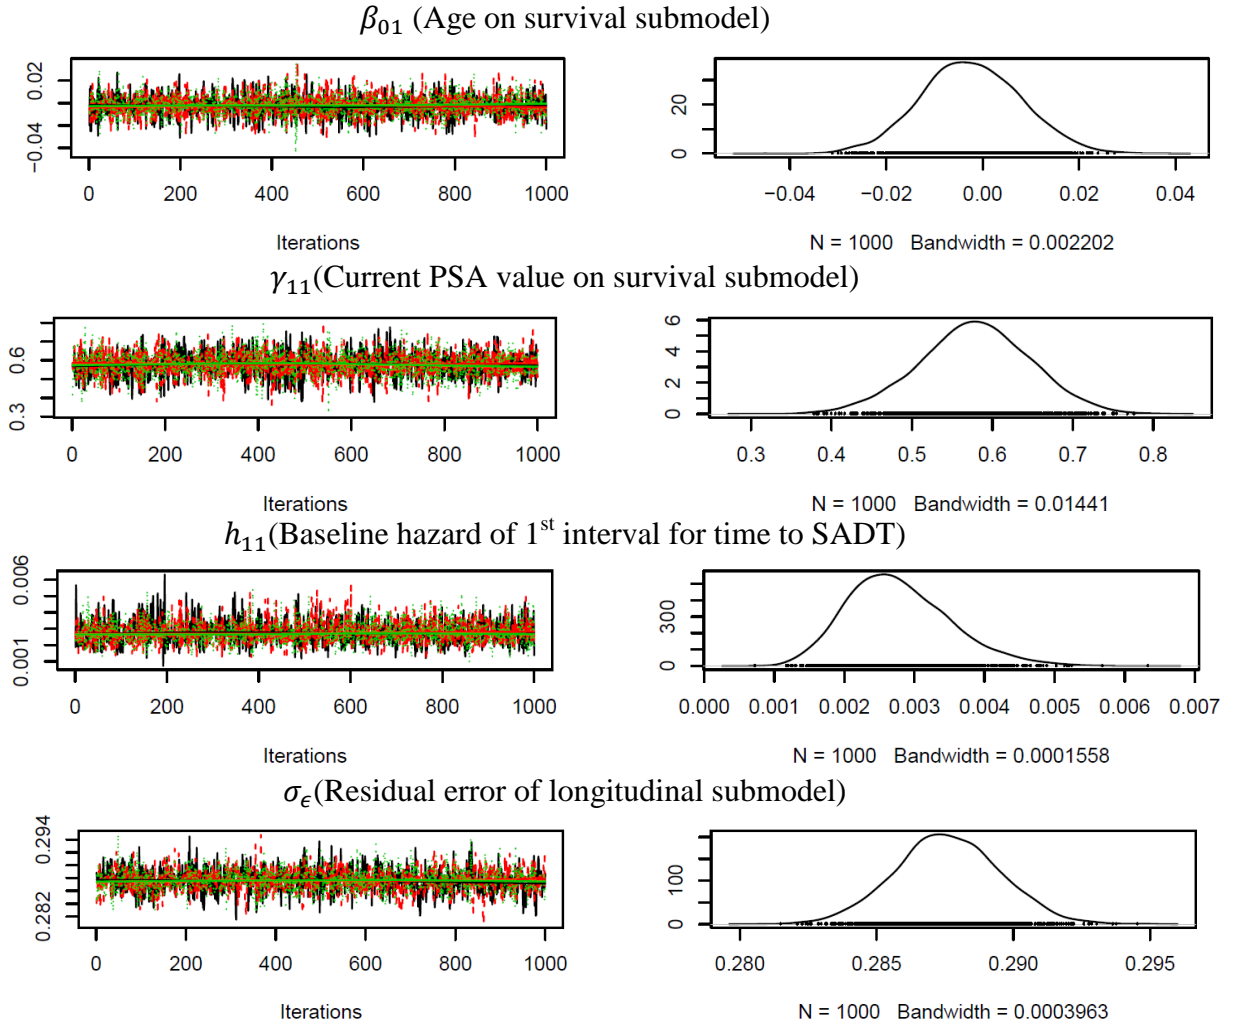 β01 (Age on survival submodel)
−0.04 0.02
0 20
0 200 400 600 800 1000
−0.04 −0.02 0.00 0.02 0.04
Iterations
N = 1000 Bandwidth = 0.002202
γ11(Current PSA value on survival submodel)
0.3 0.6
0 2 4 6
0 200 400 600 800 1000
0.3 0.4 0.5 0.6 0.7 0.8
Iterations
N = 1000 Bandwidth = 0.01441
h11(Baseline hazard of 1st interval for time to SADT)
0.001 0.006
0 300
0 200 400 600 800 1000
0.000 0.001 0.002 0.003 0.004 0.005 0.006 0.007
Iterations
N = 1000 Bandwidth = 0.0001558
σϵ(Residual error of longitudinal submodel)
0.282 0.294
0 100
0 200 400 600 800 1000
0.280 0.285 0.290 0.295
Iterations
N = 1000 Bandwidth = 0.0003963